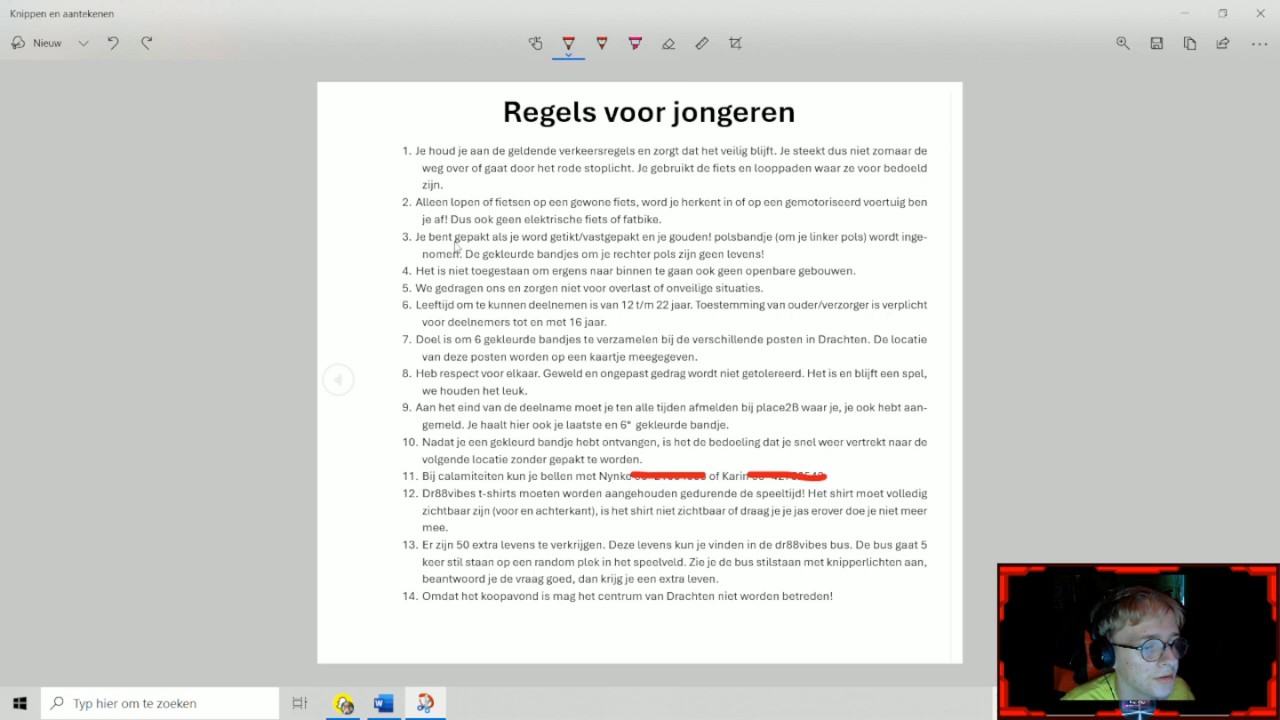 Knippen en aantekenen
Nieuw
Regels voor jongeren
1. Je houd je aan de geldende verkeersregels en zorgt dat het veilig blijft. Je steekt dus niet zomaar de
weg over of gaat door het rode stoplicht. Je gebruikt de fiets en looppaden waar ze voor bedoeld
zijn.
2. Alleen lopen of fietsen op een gewone fiets, word je herkent in of op een gemotoriseerd voertuig ben
je af! Dus ook geen elektrische fiets of fatbike.
3. Je bent gepakt als je word getikt/vastgepakt en je gouden! polsbandje (om je linker pols) wordt inge-
nomen. De gekleurde bandjes om je rechter pols zijn geen levens!
4. Het is niet toegestaan om ergens naar binnen te gaan ook geen openbare gebouwen.
5. We gedragen ons en zorgen niet voor overlast of onveilige situaties.
6. Leeftijd om te kunnen deelnemen is van 12 t/m 22 jaar. Toestemming van ouder/verzorger is verplicht
voor deelnemers tot en met 16 jaar.
7. Doel is om 6 gekleurde bandjes te verzamelen bij de verschillende posten in Drachten. De locatie
van deze posten worden op een kaartje meegegeven.
8. Heb respect voor elkaar. Geweld en ongepast gedrag wordt niet getolereerd. Het is en blijft een spel,
we houden het leuk.
9. Aan het eind van de deelname moet je ten alle tijden afmelden bij place2B waar je, je ook hebt aan-
gemeld. Je haalt hier ook je laatste en 6e gekleurde bandje.
10. Nadat je een gekleurd bandje hebt ontvangen, is het de bedoeling dat je snel weer vertrekt naar de
volgende locatie zonder gepakt te worden.
11. Bij calamiteiten kun je bellen met Nynke of Karin
12. Dr88vibes t-shirts moeten worden aangehouden gedurende de speeltijd! Het shirt moet volledig
zichtbaar zijn (voor en achterkant), is het shirt niet zichtbaar of draag je je jas erover doe je niet meer
mee.
13. Er zijn 50 extra levens te verkrijgen. Deze levens kun je vinden in de dr88vibes bus. De bus gaat 5
keer stil staan op een random plek in het speelveld. Zie je de bus stilstaan met knipperlichten aan,
beantwoord je de vraag goed, dan krijg je een extra leven.
14. Omdat het koopavond is mag het centrum van Drachten niet worden betreden!
Typ hier om te zoeken